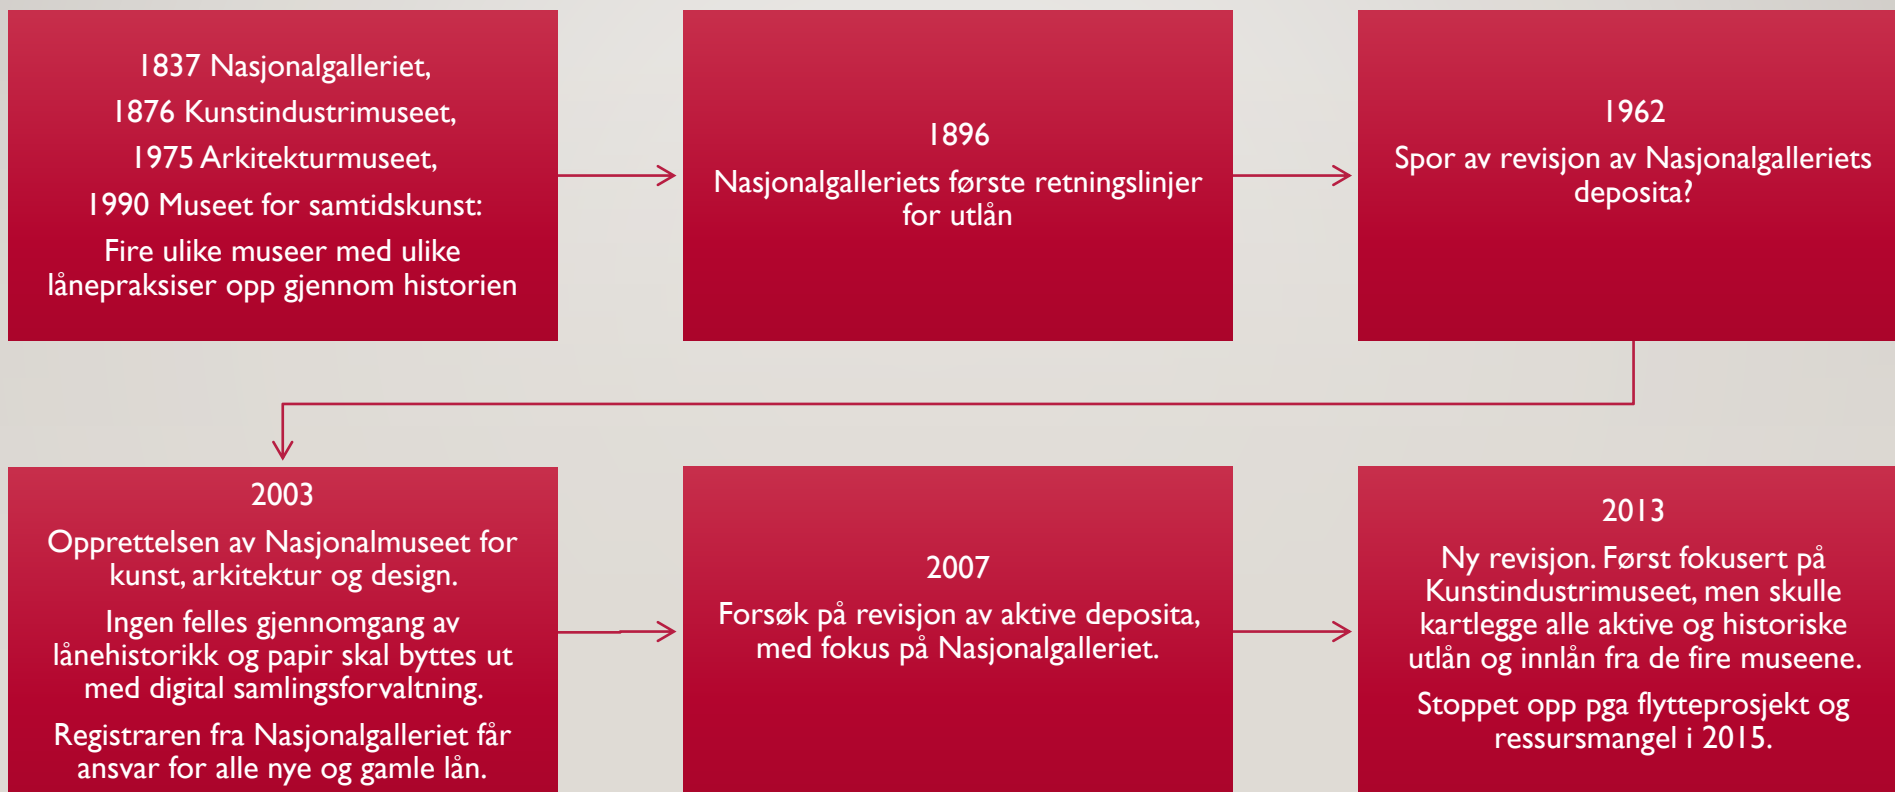 1837 Nasjonalgalleriet,
1876 Kunstindustrimuseet,
1975 Arkitekturmuseet,
1990 Museet for samtidskunst:
Fire ulike museer med ulike
lånepraksiser opp gjennom historien
1896
Nasjonalgalleriets første retningslinjer
for utlån
1962
Spor av revisjon av Nasjonalgalleriets
deposita?
2003
Opprettelsen av Nasjonalmuseet for
kunst, arkitektur og design.
Ingen felles gjennomgang av
lånehistorikk og papir skal byttes ut
med digital samlingsforvaltning.
Registraren fra Nasjonalgalleriet får
ansvar for alle nye og gamle lån.
2007
Forsøk på revisjon av aktive deposita,
med fokus på Nasjonalgalleriet.
2013
Ny revisjon. Først fokusert på
Kunstindustrimuseet, men skulle
kartlegge alle aktive og historiske
utlån og innlån fra de fire museene.
Stoppet opp pga flytteprosjekt og
ressursmangel i 2015.